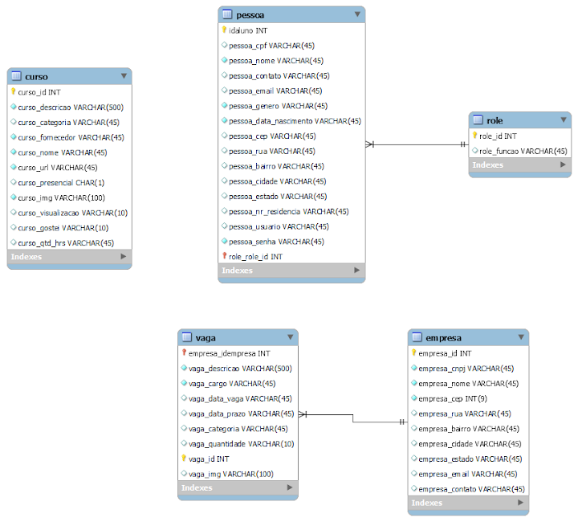 curso
curso_id INT
curso_descricao VARCHAR(500)
curso_categoria VARCHAR(45)
curso_fornecedor VARCHAR(45)
curso_nome VARCHAR(45)
curso_url VARCHAR(45)
curso_presencial CHAR(1)
curso_img VARCHAR(100)
curso_visualizacao VARCHAR(10)
curso_gostei VARCHAR(10)
curso_qtd_hrs VARCHAR(45)
Indexes
pessoa
idaluno INT
pessoa_cpf VARCHAR(45)
pessoa_nome VARCHAR(45)
pessoa_contato VARCHAR(45)
pessoa_email VARCHAR(45)
pessoa_genero VARCHAR(45)
pessoa_data_nascimento VARCHAR(45)
pessoa_cep VARCHAR(45)
pessoa_rua VARCHAR(45)
pessoa_bairro VARCHAR(45)
pessoa_cidade VARCHAR(45)
pessoa_estado VARCHAR(45)
pessoa_nr_residencia VARCHAR(45)
pessoa_usuario VARCHAR(45)
pessoa_senha VARCHAR(45)
role_role_id INT
Indexes
role
role_id INT
role_funcao VARCHAR(45)
Indexes
vaga
empresa_idempresa INT
vaga_descricao VARCHAR(500)
vaga_cargo VARCHAR(45)
vaga_data_vaga VARCHAR(45)
vaga_data_prazo VARCHAR(45)
vaga_categoria VARCHAR(45)
vaga_quantidade VARCHAR(10)
vaga_id INT
vaga_img VARCHAR(100)
Indexes
empresa
empresa_id INT
empresa_cnpj VARCHAR(45)
empresa_nome VARCHAR(45)
empresa_cep INT(9)
empresa_rua VARCHAR(45)
empresa_bairro VARCHAR(45)
empresa_cidade VARCHAR(45)
empresa_estado VARCHAR(45)
empresa_email VARCHAR(45)
empresa_contato VARCHAR(45)
Indexes